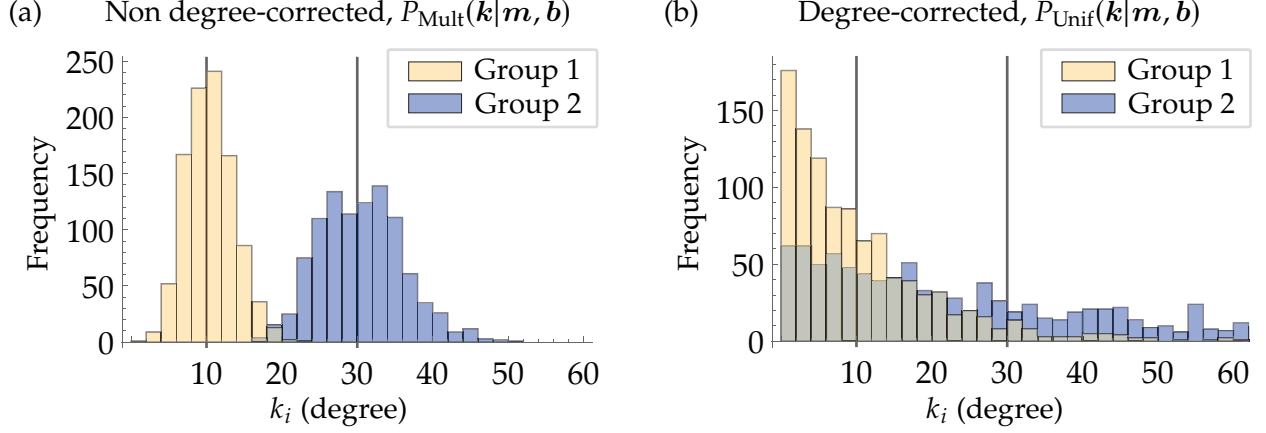 (a) Non degree-corrected, P_Mult(k|m, b)
Group 1
Group 2
250
200
150
100
50
0
Frequency
10 20 30 40 50 60
k_i (degree)
(b) Degree-corrected, P_Unif(k|m, b)
Group 1
Group 2
150
100
50
0
Frequency
10 20 30 40 50 60
k_i (degree)